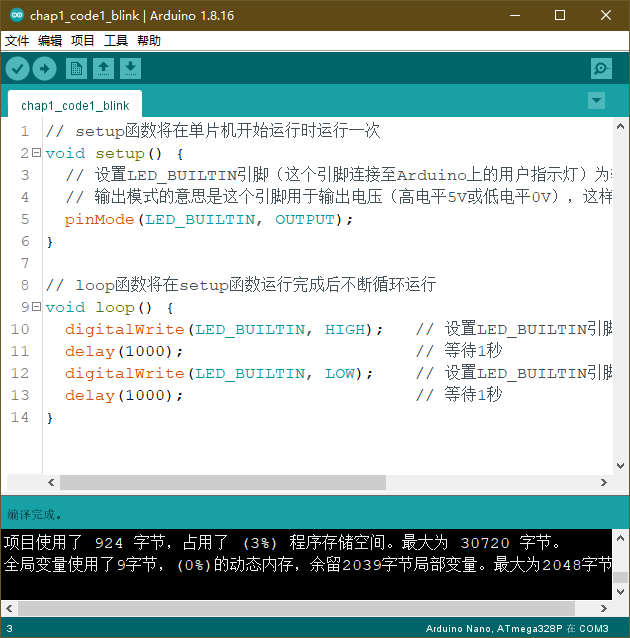 chap1_code1_blink | Arduino 1.8.16
文件 编辑 项目 工具 帮助
chap1_code1_blink
1 // setup函数将在单片机开始运行时运行一次
2 void setup() {
3 // 设置LED_BUILTIN引脚（这个引脚连接至Arduino上的用户指示灯）为
4 // 输出模式的意思是这个引脚用于输出电压（高电平5V或低电平0V），这样
5 pinMode(LED_BUILTIN, OUTPUT);
6 }
7
8 // loop函数将在setup函数运行完成后不断循环运行
9 void loop() {
10 digitalWrite(LED_BUILTIN, HIGH); // 设置LED_BUILTIN引脚
11 delay(1000); // 等待1秒
12 digitalWrite(LED_BUILTIN, LOW); // 设置LED_BUILTIN引脚
13 delay(1000); // 等待1秒
14 }
编译完成。
项目使用了 924 字节，占用了 (3%) 程序存储空间。最大为 30720 字节。
全局变量使用了9字节，(0%)的动态内存，余留2039字节局部变量。最大为2048字节
3 Arduino Nano, ATmega328P 在 COM3